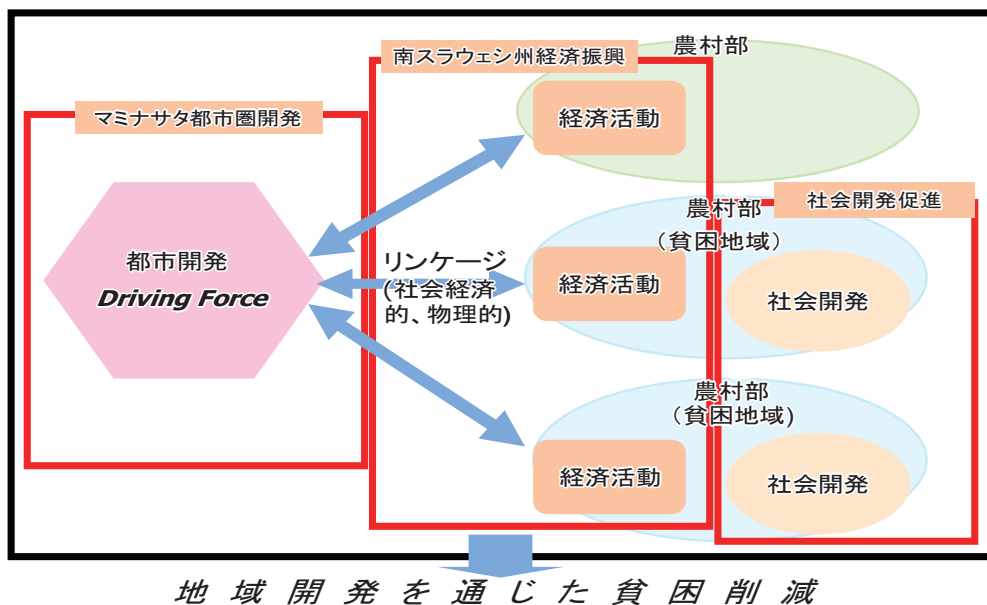 南スラウェシ州経済振興
農村部
マミナサタ都市圏開発
経済活動
社会開発促進
農村部
（貧困地域）
都市開発
Driving Force
リンケージ
(社会経済
的、物理的)
経済活動
社会開発
農村部
（貧困地域)
経済活動
社会開発
地域開発を通じた貧困削減